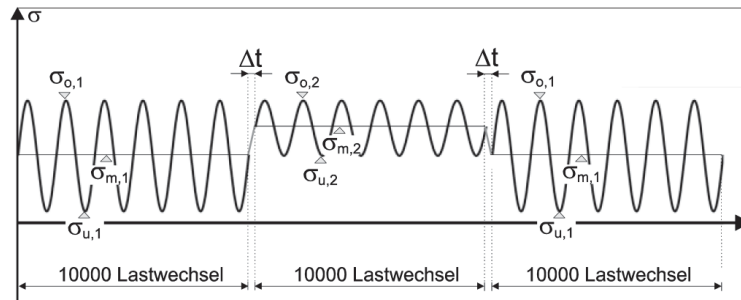 σ
Δt
Δt
σo,1
σo,2
σo,1
σm,1
σm,2
σm,1
σu,2
σu,1
σu,1
10000 Lastwechsel
10000 Lastwechsel
10000 Lastwechsel